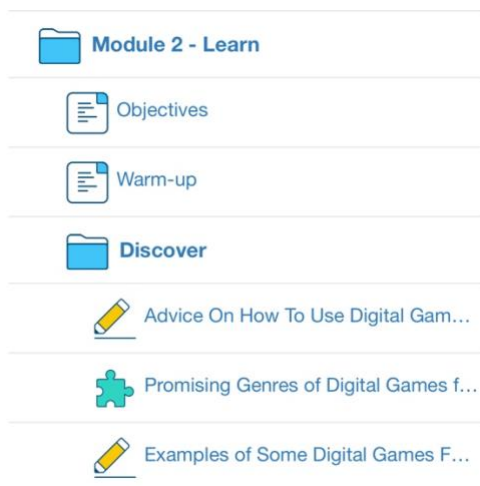 Module 2 - Learn
Objectives
Warm-up
Discover
Advice On How To Use Digital Gam...
Promising Genres of Digital Games f...
Examples of Some Digital Games F...